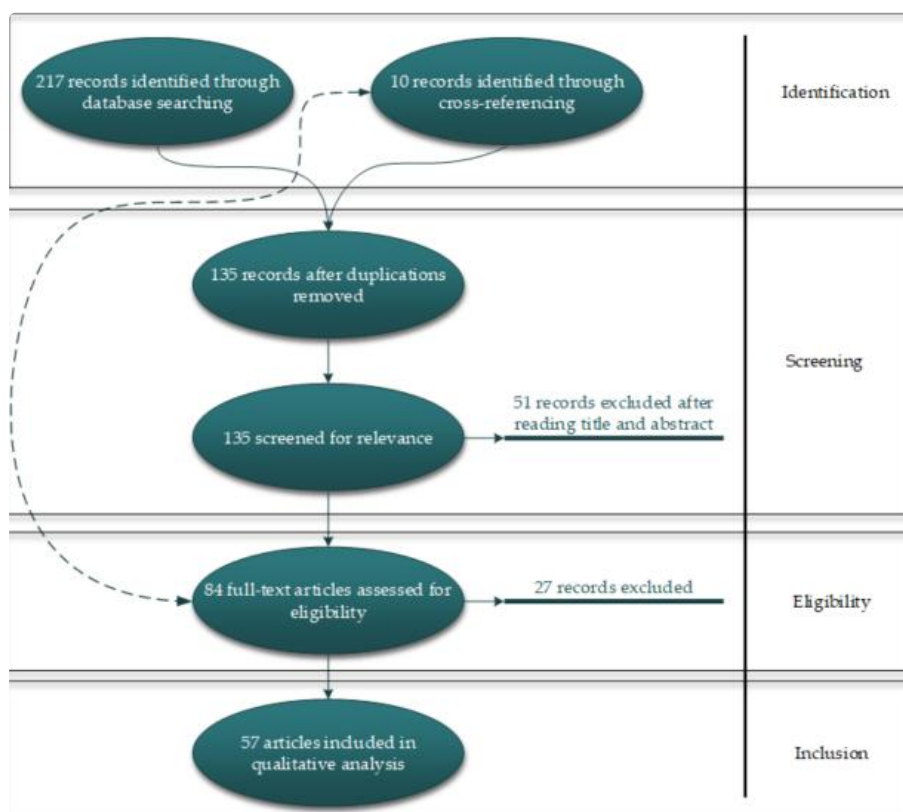 217 records identified through
database searching
10 records identified through
cross-referencing
Identification
135 records after duplications
removed
Screening
135 screened for relevance
51 records excluded after
reading title and abstract
84 full-text articles assessed for
eligibility
27 records excluded
Eligibility
57 articles included in
qualitative analysis
Inclusion